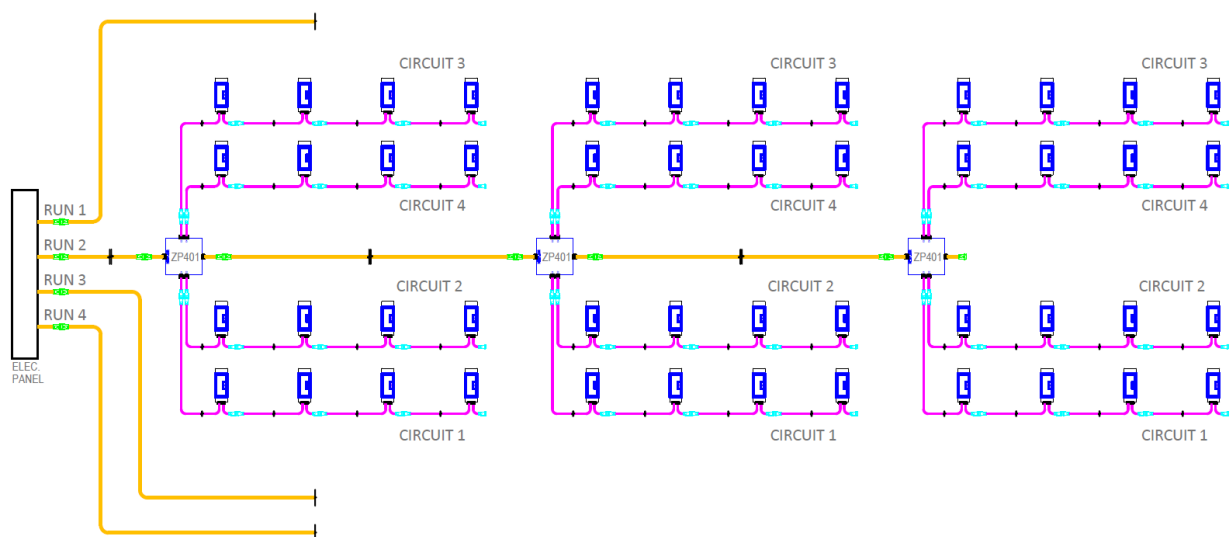 CIRCUIT 3
CIRCUIT 3
CIRCUIT 3
CIRCUIT 4
CIRCUIT 4
CIRCUIT 4
RUN 1
RUN 2
ZP401
ZP401
ZP401
RUN 3
CIRCUIT 2
CIRCUIT 2
CIRCUIT 2
RUN 4
ELEC.
PANEL
CIRCUIT 1
CIRCUIT 1
CIRCUIT 1